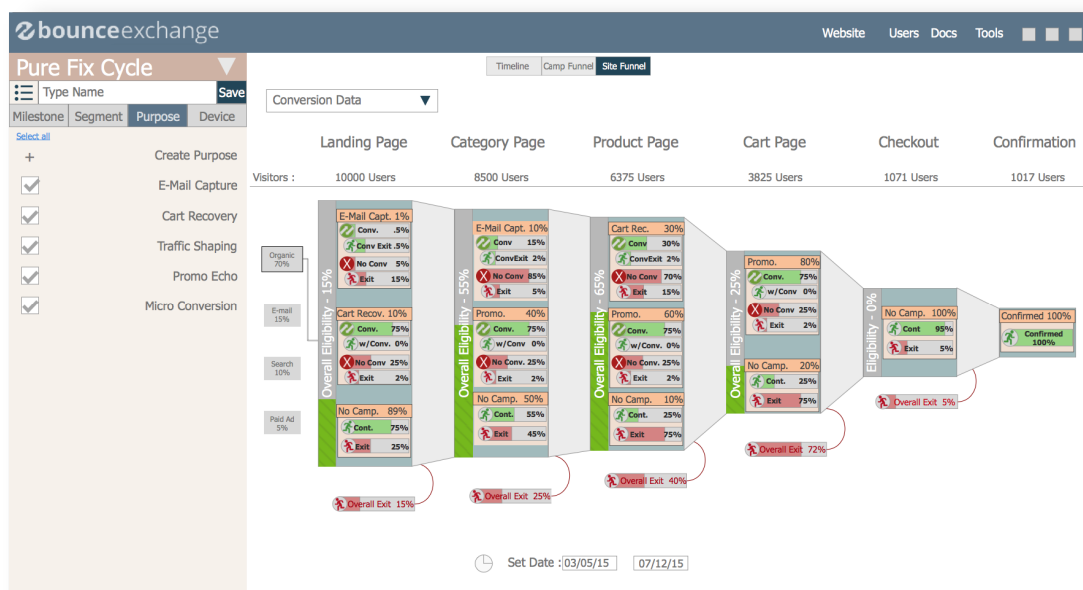 bounceexchange
Website Users Docs Tools
Pure Fix Cycle
Type Name Save
Milestone Segment Purpose Device
Select all
+ Create Purpose
E-Mail Capture
Cart Recovery
Traffic Shaping
Promo Echo
Micro Conversion
Timeline Camp Funnel Site Funnel
Conversion Data
Landing Page Category Page Product Page Cart Page Checkout Confirmation
Visitors : 10000 Users 8500 Users 6375 Users 3825 Users 1071 Users 1017 Users
Organic
70%
E-mail
15%
Search
10%
Paid Ad
5%
Overall Eligibility - 15%
E-Mail Capt. 1%
Conv. .5%
Conv Exit .5%
No Conv 5%
Exit 15%
Cart Recov. 10%
Conv. 75%
w/Conv. 0%
No Conv 25%
Exit 2%
No Camp. 89%
Cont. 75%
Exit 25%
Overall Exit 15%
Overall Eligibility - 55%
E-Mail Capt. 10%
Conv 15%
ConvExit 2%
No Conv 85%
Exit 5%
Promo. 40%
Conv. 75%
w/Conv 0%
No Conv. 25%
Exit 2%
No Camp. 50%
Cont. 55%
Exit 45%
Overall Exit 25%
Overall Eligibility - 65%
Cart Rec. 30%
Conv 30%
ConvExit 2%
No Conv 70%
Exit 15%
Promo. 60%
Conv. 75%
w/Conv 0%
No Conv. 25%
Exit 2%
No Camp. 10%
Cont. 25%
Exit 75%
Overall Exit 40%
Overall Eligibility - 25%
Promo. 80%
Conv. 75%
w/Conv 0%
No Conv 25%
Exit 2%
No Camp. 20%
Cont. 25%
Exit 75%
Overall Exit 72%
Eligibility - 0%
No Camp. 100%
Cont 95%
Exit 5%
Overall Exit 5%
Confirmed 100%
Confirmed
100%
Set Date : 03/05/15 07/12/15